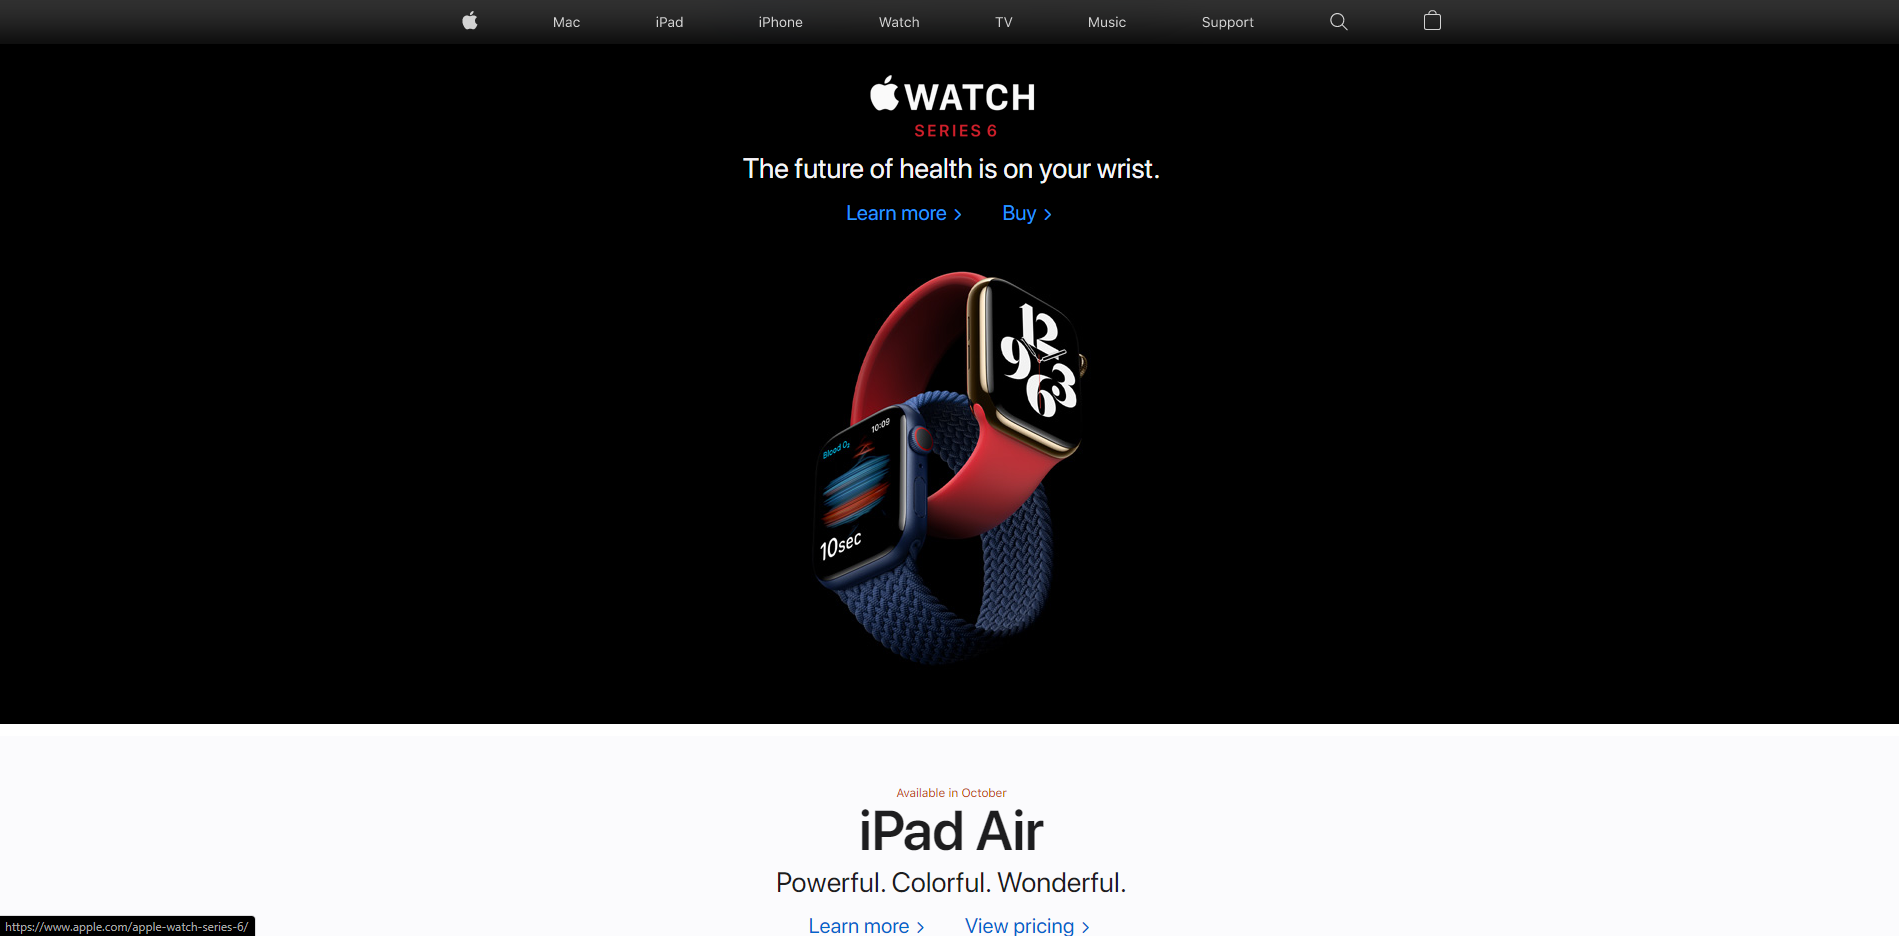 Mac iPad iPhone Watch TV Music Support
WATCH
SERIES 6
The future of health is on your wrist.
Learn more > Buy >
12
9 3
6
10:09
Blood O₂
10sec
Available in October
iPad Air
Powerful. Colorful. Wonderful.
Learn more > View pricing >
https://www.apple.com/apple-watch-series-6/